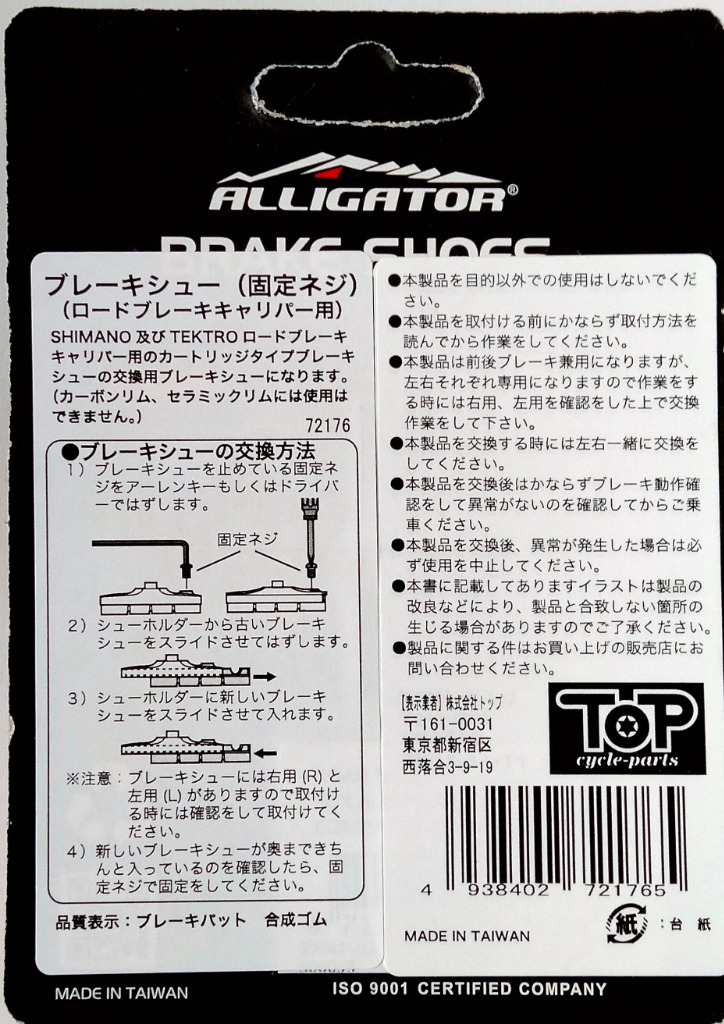 ALLIGATOR®
BRAKE SHOES
ブレーキシュー（固定ネジ）
（ロードブレーキキャリパー用）
SHIMANO 及び TEKTRO ロードブレーキ
キャリパー用のカートリッジタイプブレーキ
シューの交換用ブレーキシューになります。
（カーボンリム、セラミックリムには使用は
できません。）
72176
●ブレーキシューの交換方法
1）ブレーキシューを止めている固定ネ
ジをアーレンキーもしくはドライバ
ーではずします。
固定ネジ
2）シューホルダーから古いブレーキ
シューをスライドさせてはずします。
3）シューホルダーに新しいブレーキ
シューをスライドさせて入れます。
※注意：ブレーキシューには右用 (R) と
左用 (L) がありますので取付け
る時には確認をして取付けてく
ださい。
4）新しいブレーキシューが奥まできち
んと入っているのを確認したら、固
定ネジで固定をしてください。
品質表示：ブレーキパット　合成ゴム
●本製品を目的以外での使用はしないでくだ
さい。
●本製品を取付ける前にかならず取付方法を
読んでから作業をしてください。
●本製品は前後ブレーキ兼用になりますが、
左右それぞれ専用になりますので作業をす
る時には右用、左用を確認をした上で交換
作業をして下さい。
●本製品を交換する時には左右一緒に交換を
してください。
●本製品を交換後はかならずブレーキ動作確
認をして異常がないのを確認してからご乗
車ください。
●本製品を交換後、異常が発生した場合は必
ず使用を中止してください。
●本書に記載してありますイラストは製品の
改良などにより、製品と合致しない箇所の
生じる場合がありますのでご了承ください。
●製品に関する件はお買い上げの販売店にお
問い合わせください。
【表示業者】株式会社トップ
〒161-0031
東京都新宿区
西落合3-9-19
TOP
cycle-parts
4 938402 721765
紙：台 紙
MADE IN TAIWAN
MADE IN TAIWAN
ISO 9001 CERTIFIED COMPANY